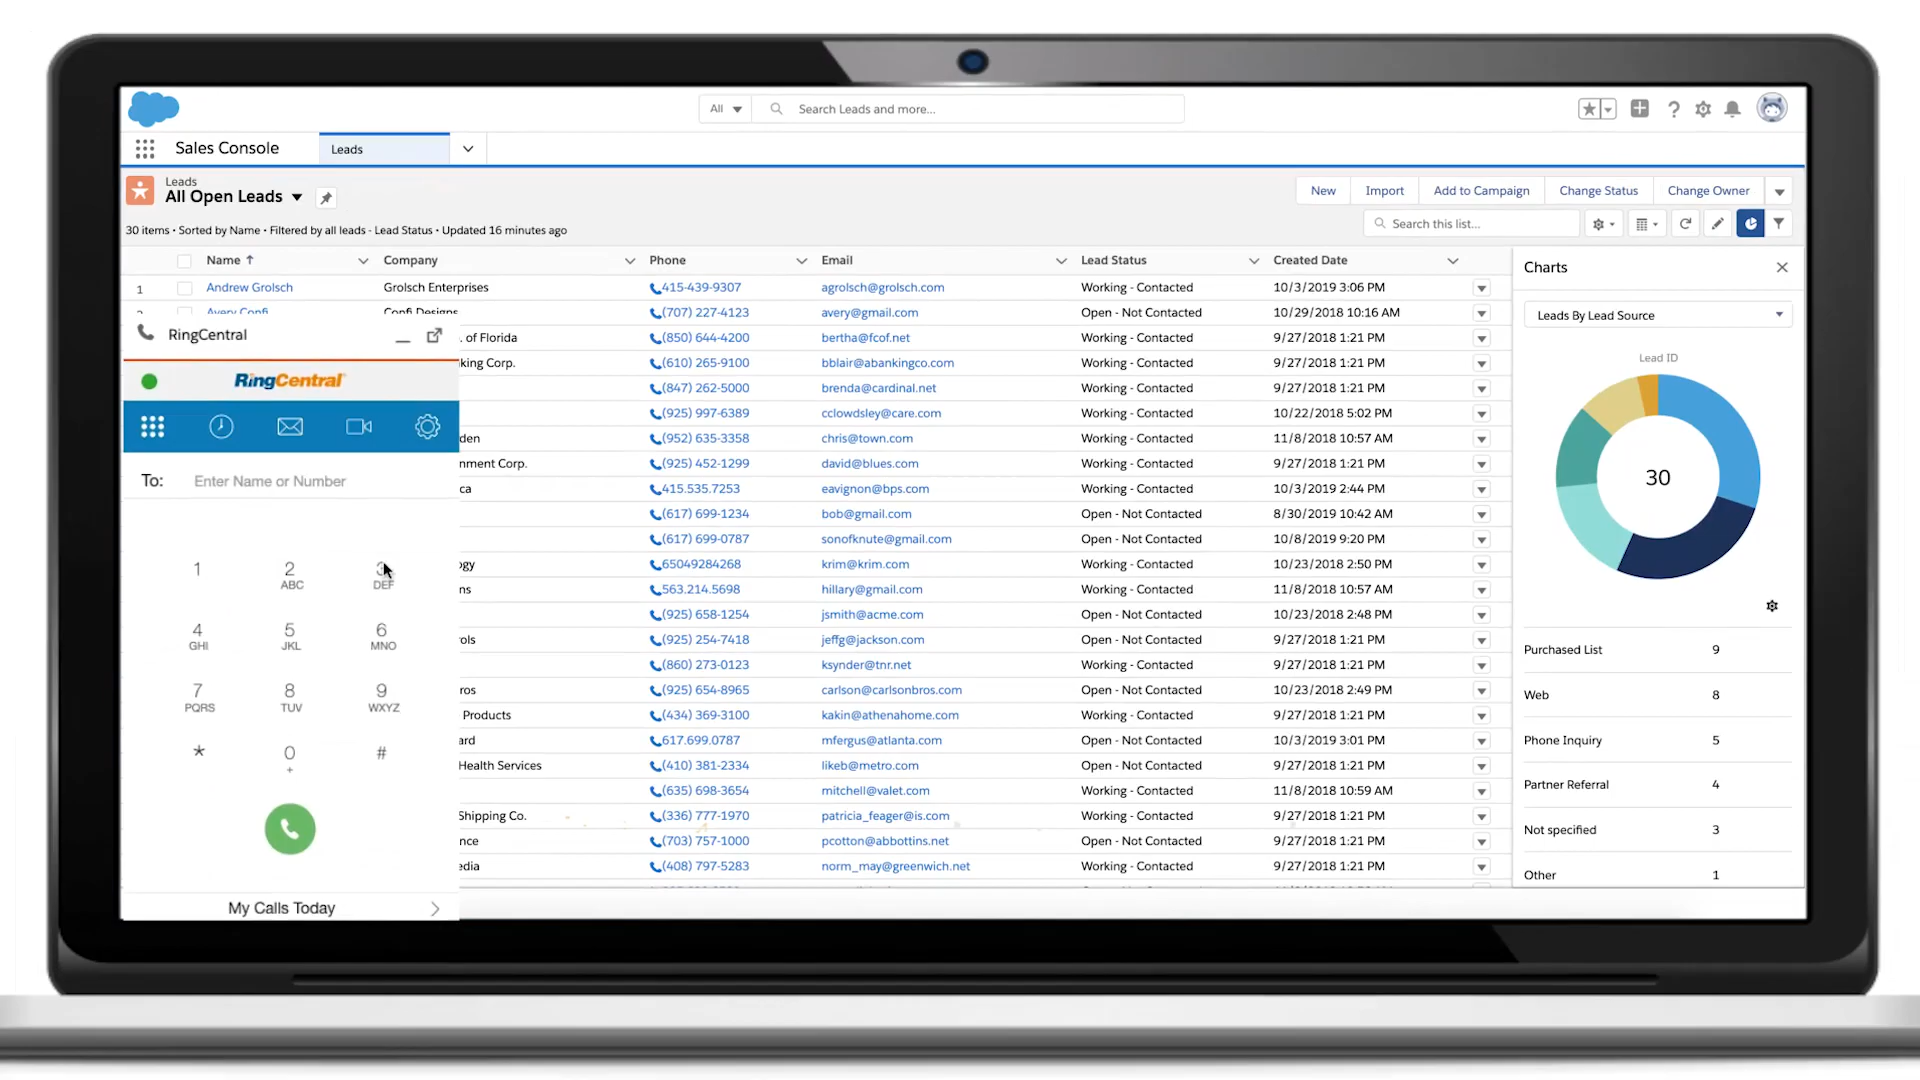 All
Search Leads and more...
Sales Console
Leads
Leads
All Open Leads
New
Import
Add to Campaign
Change Status
Change Owner
30 items • Sorted by Name • Filtered by all leads - Lead Status • Updated 16 minutes ago
Search this list...
Name Company Phone Email Lead Status Created Date
1 Andrew Grolsch Grolsch Enterprises 415-439-9307 agrolsch@grolsch.com Working - Contacted 10/3/2019 3:06 PM
Avery Confi Confi Designs (707) 227-4123 avery@gmail.com Open - Not Contacted 10/29/2018 10:16 AM
. of Florida (850) 644-4200 bertha@fcof.net Working - Contacted 9/27/2018 1:21 PM
king Corp. (610) 265-9100 bblair@abankingco.com Working - Contacted 9/27/2018 1:21 PM
(847) 262-5000 brenda@cardinal.net Working - Contacted 9/27/2018 1:21 PM
(925) 997-6389 cclowdsley@care.com Working - Contacted 10/22/2018 5:02 PM
den (952) 635-3358 chris@town.com Working - Contacted 11/8/2018 10:57 AM
nment Corp. (925) 452-1299 david@blues.com Working - Contacted 9/27/2018 1:21 PM
ca 415.535.7253 eavignon@bps.com Working - Contacted 10/3/2019 2:44 PM
(617) 699-1234 bob@gmail.com Open - Not Contacted 8/30/2019 10:42 AM
(617) 699-0787 sonofknute@gmail.com Open - Not Contacted 10/8/2019 9:20 PM
ogy 65049284268 krim@krim.com Working - Contacted 10/23/2018 2:50 PM
ns 563.214.5698 hillary@gmail.com Working - Contacted 11/8/2018 10:57 AM
(925) 658-1254 jsmith@acme.com Open - Not Contacted 10/23/2018 2:48 PM
ols (925) 254-7418 jeffg@jackson.com Open - Not Contacted 9/27/2018 1:21 PM
(860) 273-0123 ksynder@tnr.net Working - Contacted 9/27/2018 1:21 PM
ros (925) 654-8965 carlson@carlsonbros.com Open - Not Contacted 10/23/2018 2:49 PM
Products (434) 369-3100 kakin@athenahome.com Working - Contacted 9/27/2018 1:21 PM
ard 617.699.0787 mfergus@atlanta.com Open - Not Contacted 10/3/2019 3:01 PM
Health Services (410) 381-2334 likeb@metro.com Open - Not Contacted 9/27/2018 1:21 PM
(635) 698-3654 mitchell@valet.com Working - Contacted 11/8/2018 10:59 AM
Shipping Co. (336) 777-1970 patricia_feager@is.com Working - Contacted 9/27/2018 1:21 PM
nce (703) 757-1000 pcotton@abbottins.net Open - Not Contacted 9/27/2018 1:21 PM
edia (408) 797-5283 norm_may@greenwich.net Working - Contacted 9/27/2018 1:21 PM
RingCentral
RingCentral
To: Enter Name or Number
1 2 3
ABC DEF
4 5 6
GHI JKL MNO
7 8 9
PQRS TUV WXYZ
* 0 #
+
My Calls Today
Charts
Leads By Lead Source
Lead ID
30
Purchased List 9
Web 8
Phone Inquiry 5
Partner Referral 4
Not specified 3
Other 1